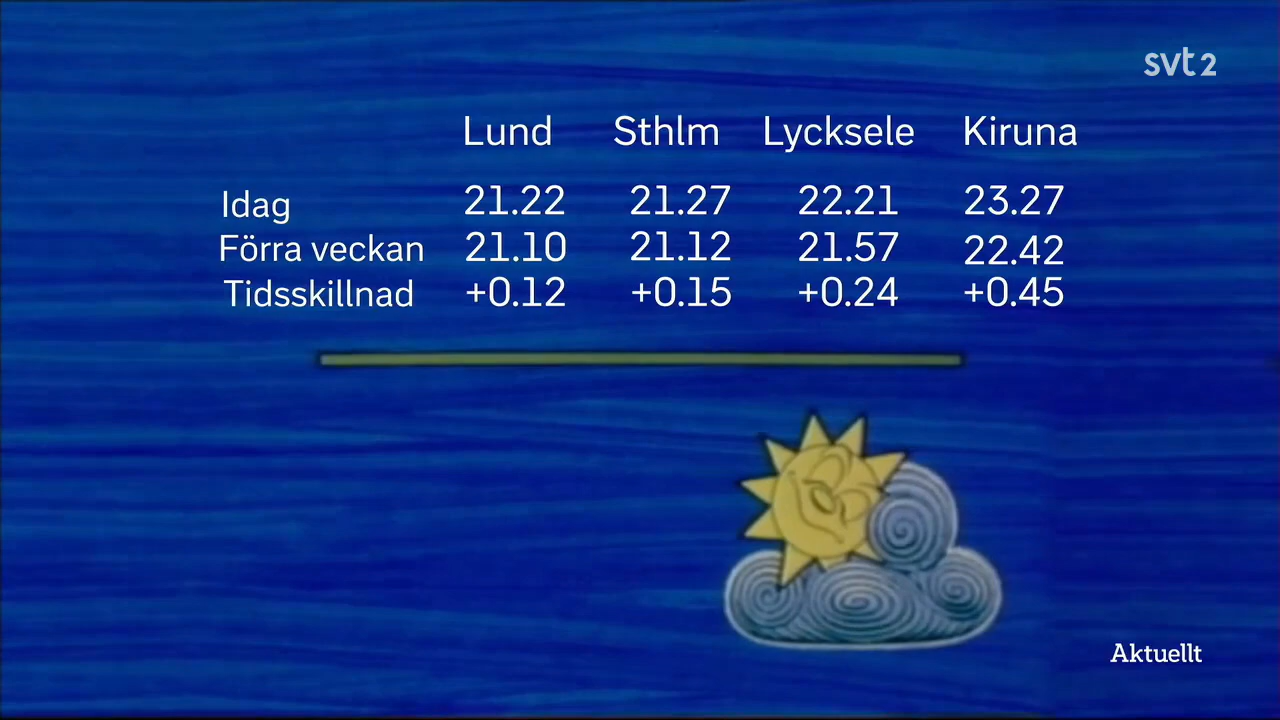 svt2
Lund Sthlm Lycksele Kiruna
Idag 21.22 21.27 22.21 23.27
Förra veckan 21.10 21.12 21.57 22.42
Tidsskillnad +0.12 +0.15 +0.24 +0.45
Aktuellt